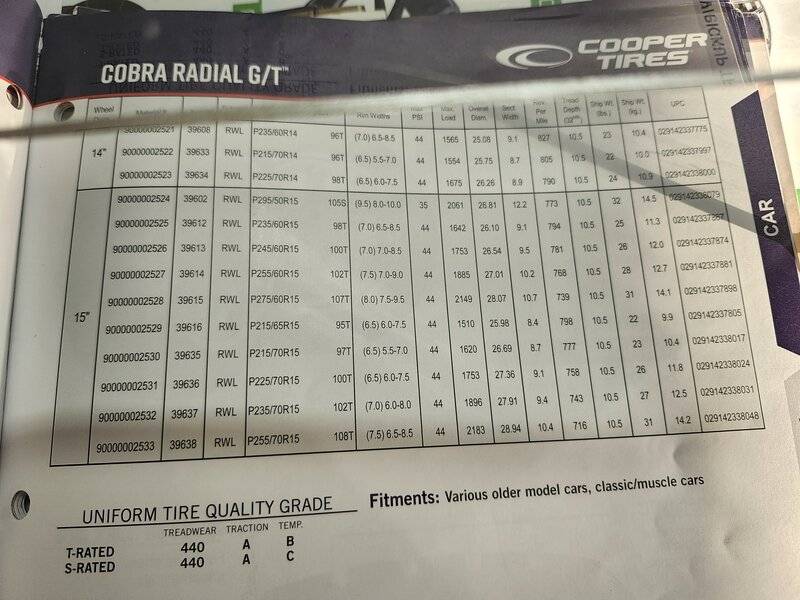 COBRA RADIAL G/T™
COOPER
TIRES
Wheel Rim Widths Max. PSI Max. Load Overall Diam. Sect. Width Rev. Per Mile Tread Depth (32nds) Ship Wt. (lbs.) Ship Wt. (kg.) UPC
14"
90000002521 39608 RWL P235/60R14 96T (7.0) 6.5-8.5 44 1565 25.08 9.1 827 10.5 23 10.4 029142337775
90000002522 39633 RWL P215/70R14 96T (6.5) 5.5-7.0 44 1554 25.75 8.7 805 10.5 22 10.0 029142337997
90000002523 39634 RWL P225/70R14 98T (6.5) 6.0-7.5 44 1675 26.26 8.9 790 10.5 24 10.9 029142338000
15"
90000002524 39602 RWL P295/50R15 105S (9.5) 8.0-10.0 35 2061 26.81 12.2 773 10.5 32 14.5
90000002525 39612 RWL P235/60R15 98T (7.0) 6.5-8.5 44 1642 26.10 9.1 794 10.5 25 11.3
90000002526 39613 RWL P245/60R15 100T (7.0) 7.0-8.5 44 1753 26.54 9.5 781 10.5 26 12.0 029142337874
90000002527 39614 RWL P255/60R15 102T (7.5) 7.0-9.0 44 1885 27.01 10.2 768 10.5 28 12.7 029142337881
90000002528 39615 RWL P275/60R15 107T (8.0) 7.5-9.5 44 2149 28.07 10.7 739 10.5 31 14.1 029142337898
90000002529 39616 RWL P215/65R15 95T (6.5) 6.0-7.5 44 1510 25.98 8.4 798 10.5 22 9.9 029142337805
90000002530 39635 RWL P215/70R15 97T (6.5) 5.5-7.0 44 1620 26.69 8.7 777 10.5 23 10.4 029142338017
90000002531 39636 RWL P225/70R15 100T (6.5) 6.0-7.5 44 1753 27.36 9.1 758 10.5 26 11.8 029142338024
90000002532 39637 RWL P235/70R15 102T (7.0) 6.0-8.0 44 1896 27.91 9.4 743 10.5 27 12.5 029142338031
90000002533 39638 RWL P255/70R15 108T (7.5) 6.5-8.5 44 2183 28.94 10.4 716 10.5 31 14.2 029142338048
CAR
UNIFORM TIRE QUALITY GRADE
TREADWEAR TRACTION TEMP.
T-RATED 440 A B
S-RATED 440 A C
Fitments: Various older model cars, classic/muscle cars